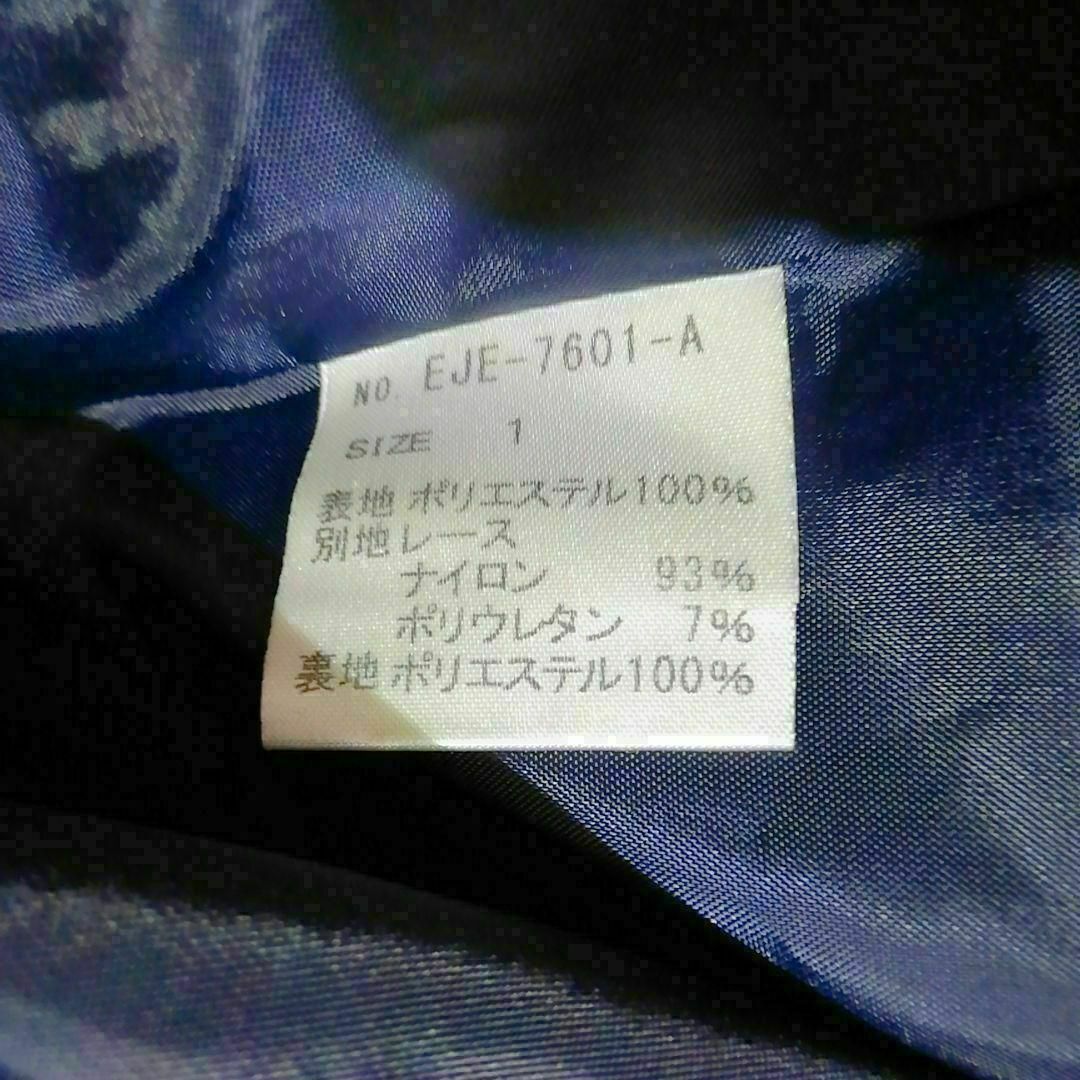 NO. EJE-7601-A
SIZE 1
表地 ポリエステル100%
別地 レース
ナイロン 93%
ポリウレタン 7%
裏地 ポリエステル100%